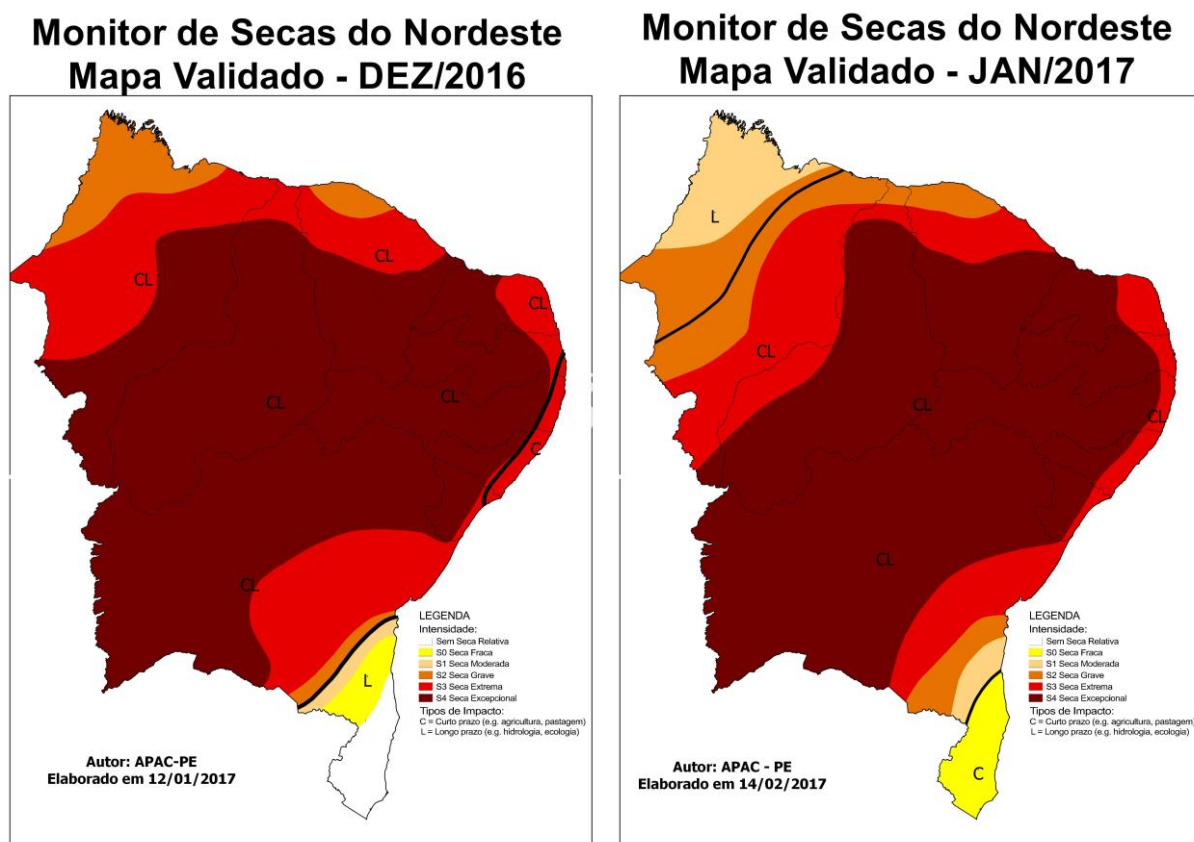 Monitor de Secas do Nordeste
Mapa Validado - DEZ/2016
CL
CL
CL
CL
CL
C
CL
L
LEGENDA
Intensidade:
Sem Seca Relativa
S0 Seca Fraca
S1 Seca Moderada
S2 Seca Grave
S3 Seca Extrema
S4 Seca Excepcional
Tipos de Impacto:
C = Curto prazo (e.g. agricultura, pastagem)
L = Longo prazo (e.g. hidrologia, ecologia)
Autor: APAC-PE
Elaborado em 12/01/2017
Monitor de Secas do Nordeste
Mapa Validado - JAN/2017
L
CL
CL
CL
CL
C
LEGENDA
Intensidade:
Sem Seca Relativa
S0 Seca Fraca
S1 Seca Moderada
S2 Seca Grave
S3 Seca Extrema
S4 Seca Excepcional
Tipos de Impacto:
C = Curto prazo (e.g. agricultura, pastagem)
L = Longo prazo (e.g. hidrologia, ecologia)
Autor: APAC - PE
Elaborado em 14/02/2017